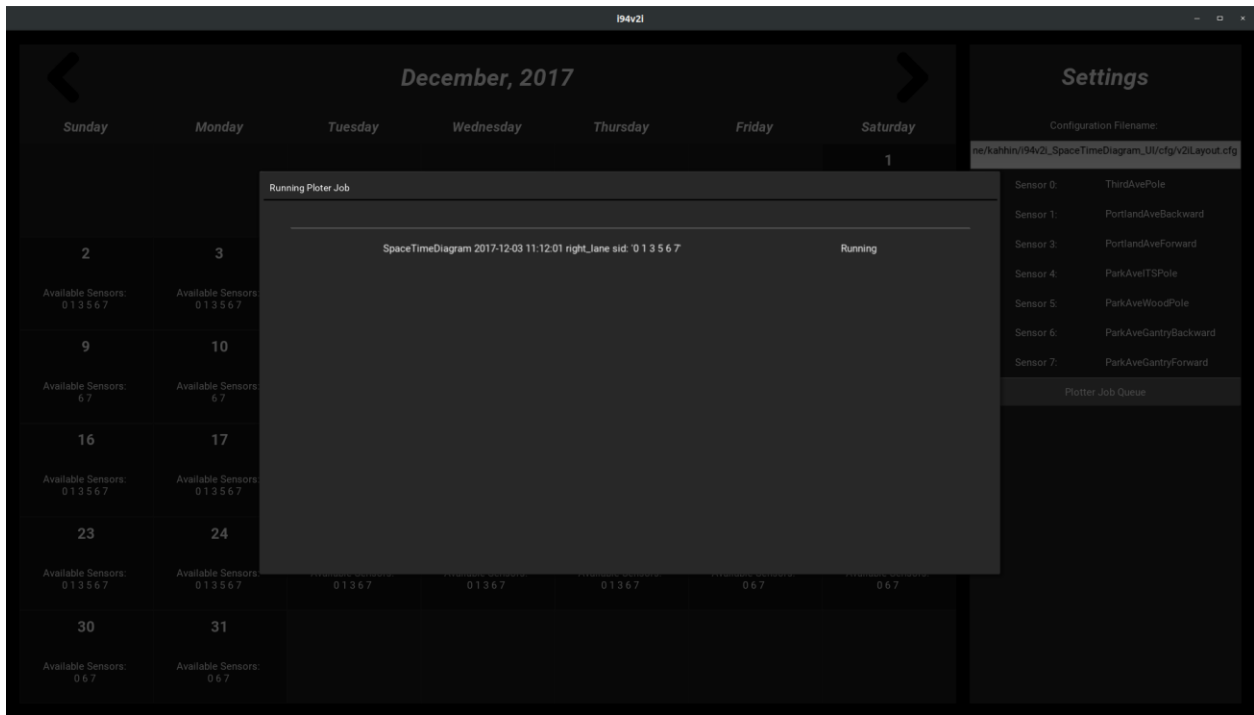 i94v2i
December, 2017
Sunday Monday Tuesday Wednesday Thursday Friday Saturday
1
2 3
Available Sensors: Available Sensors:
0 1 3 5 6 7 0 1 3 5 6 7
9 10
Available Sensors: Available Sensors:
6 7 6 7
16 17
Available Sensors: Available Sensors:
0 1 3 5 6 7 0 1 3 5 6 7
23 24
Available Sensors: Available Sensors:
0 1 3 5 6 7 0 1 3 5 6 7 0 1 3 6 7 0 1 3 6 7 0 1 3 6 7 0 6 7 0 6 7
30 31
Available Sensors: Available Sensors:
0 6 7 0 6 7
Running Ploter Job
SpaceTimeDiagram 2017-12-03 11:12:01 right_lane sid: '0 1 3 5 6 7' Running
Settings
Configuration Filename:
ne/kahhin/i94v2i_SpaceTimeDiagram_UI/cfg/v2iLayout.cfg
Sensor 0: ThirdAvePole
Sensor 1: PortlandAveBackward
Sensor 3: PortlandAveForward
Sensor 4: ParkAveITSPole
Sensor 5: ParkAveWoodPole
Sensor 6: ParkAveGantryBackward
Sensor 7: ParkAveGantryForward
Plotter Job Queue